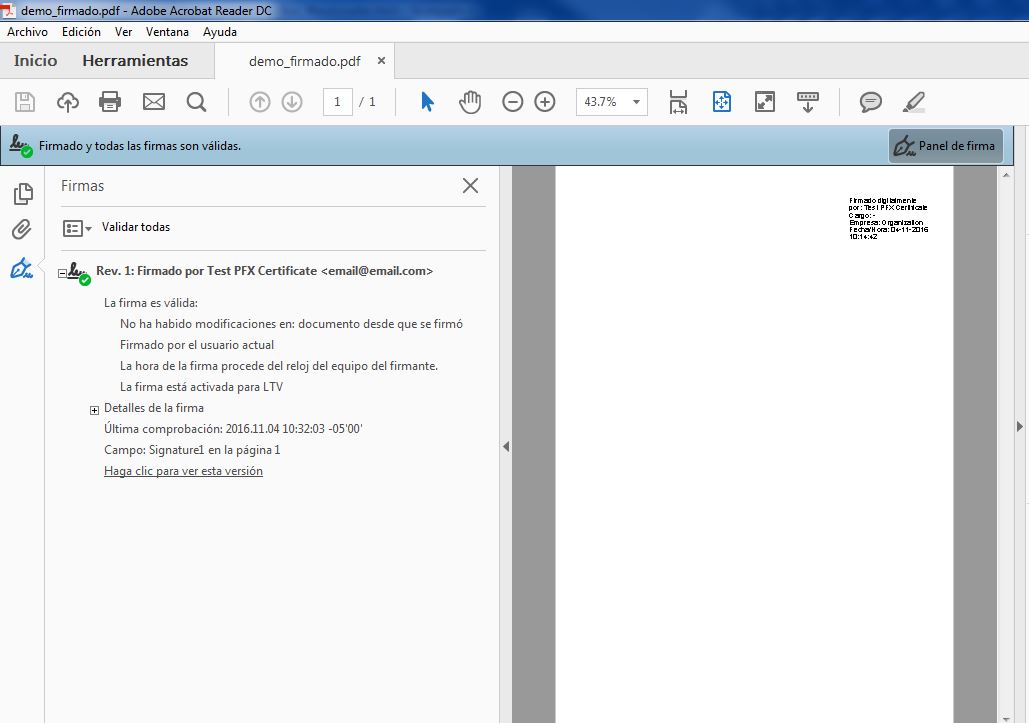 demo_firmado.pdf - Adobe Acrobat Reader DC
Archivo Edición Ver Ventana Ayuda
Inicio Herramientas demo_firmado.pdf ×
1 / 1 43.7%
Firmado y todas las firmas son válidas. Panel de firma
Firmas
Validar todas
Rev. 1: Firmado por Test PFX Certificate <email@email.com>
La firma es válida:
No ha habido modificaciones en: documento desde que se firmó
Firmado por el usuario actual
La hora de la firma procede del reloj del equipo del firmante.
La firma está activada para LTV
Detalles de la firma
Última comprobación: 2016.11.04 10:32:03 -05'00'
Campo: Signature1 en la página 1
Haga clic para ver esta versión
Firmado digitalmente
por: Test PFX Certificate
Cargo: -
Empresa: Organization
Fecha/Hora: 04-11-2016
10:14:42